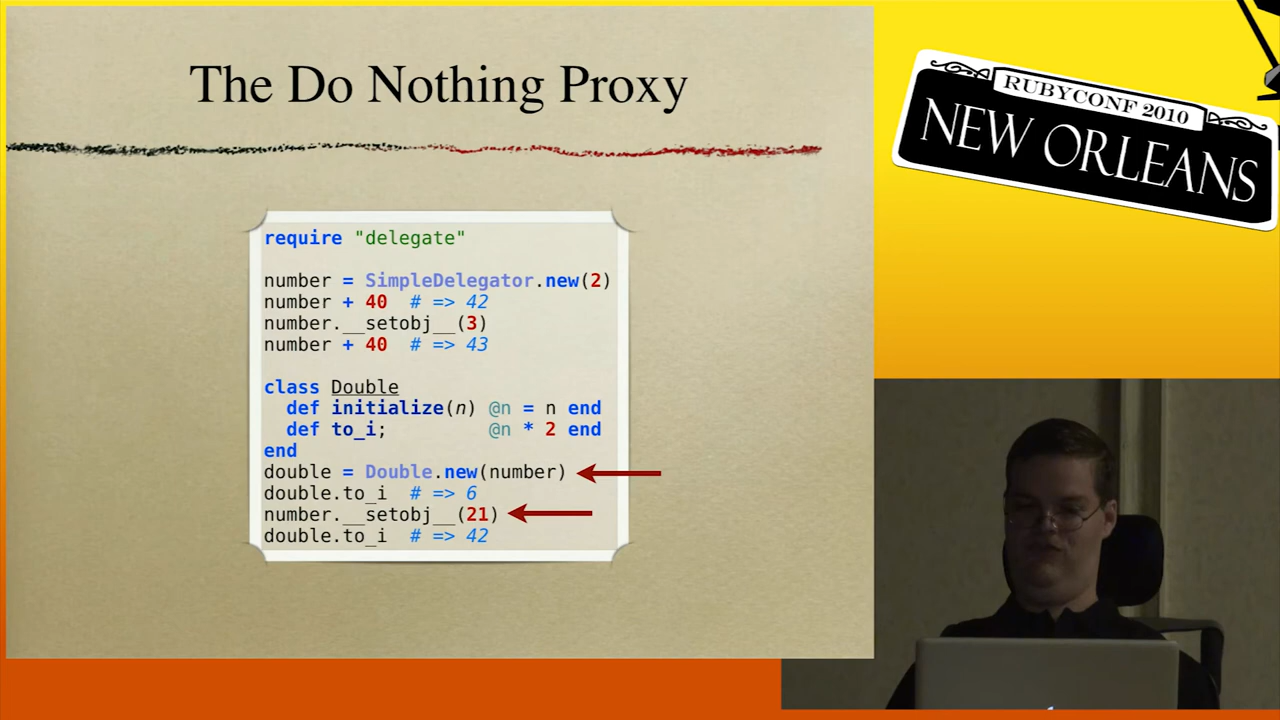 The Do Nothing Proxy
RUBYCONF 2010
NEW ORLEANS
require "delegate"
number = SimpleDelegator.new(2)
number + 40  # => 42
number.__setobj__(3)
number + 40  # => 43
class Double
  def initialize(n) @n = n end
  def to_i;         @n * 2 end
end
double = Double.new(number)
double.to_i  # => 6
number.__setobj__(21)
double.to_i  # => 42